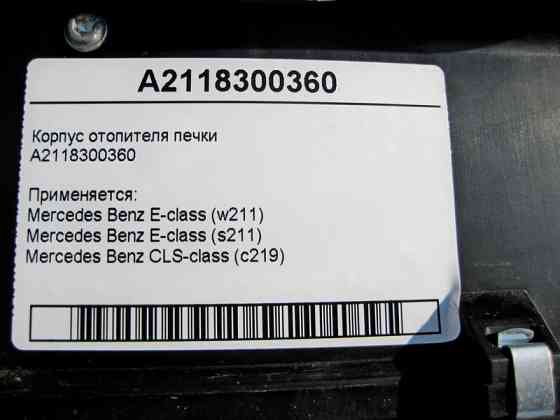 A2118300360
Корпус отопителя печки
A2118300360
Применяется:
Mercedes Benz E-class (w211)
Mercedes Benz E-class (s211)
Mercedes Benz CLS-class (c219)